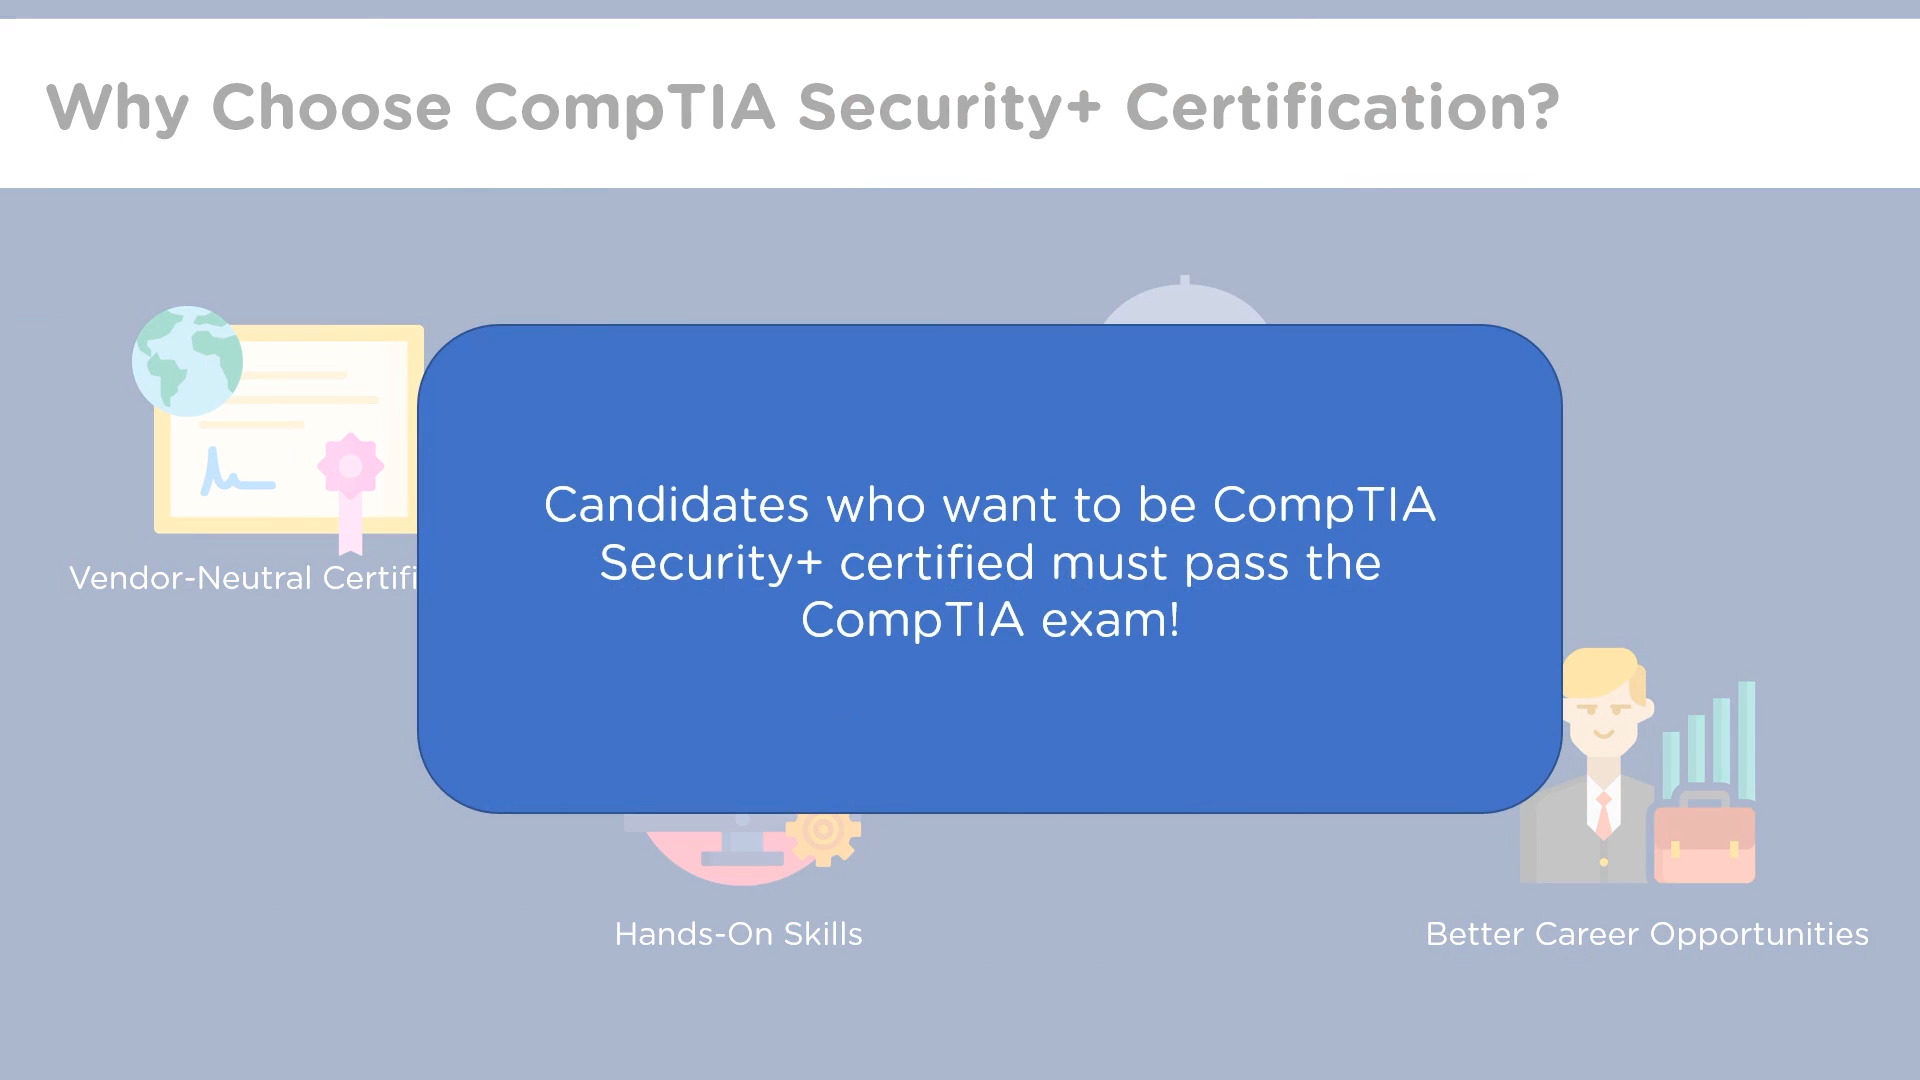 Why Choose CompTIA Security+ Certification?
Candidates who want to be CompTIA
Security+ certified must pass the
CompTIA exam!
Vendor-Neutral Certifi
Hands-On Skills
Better Career Opportunities